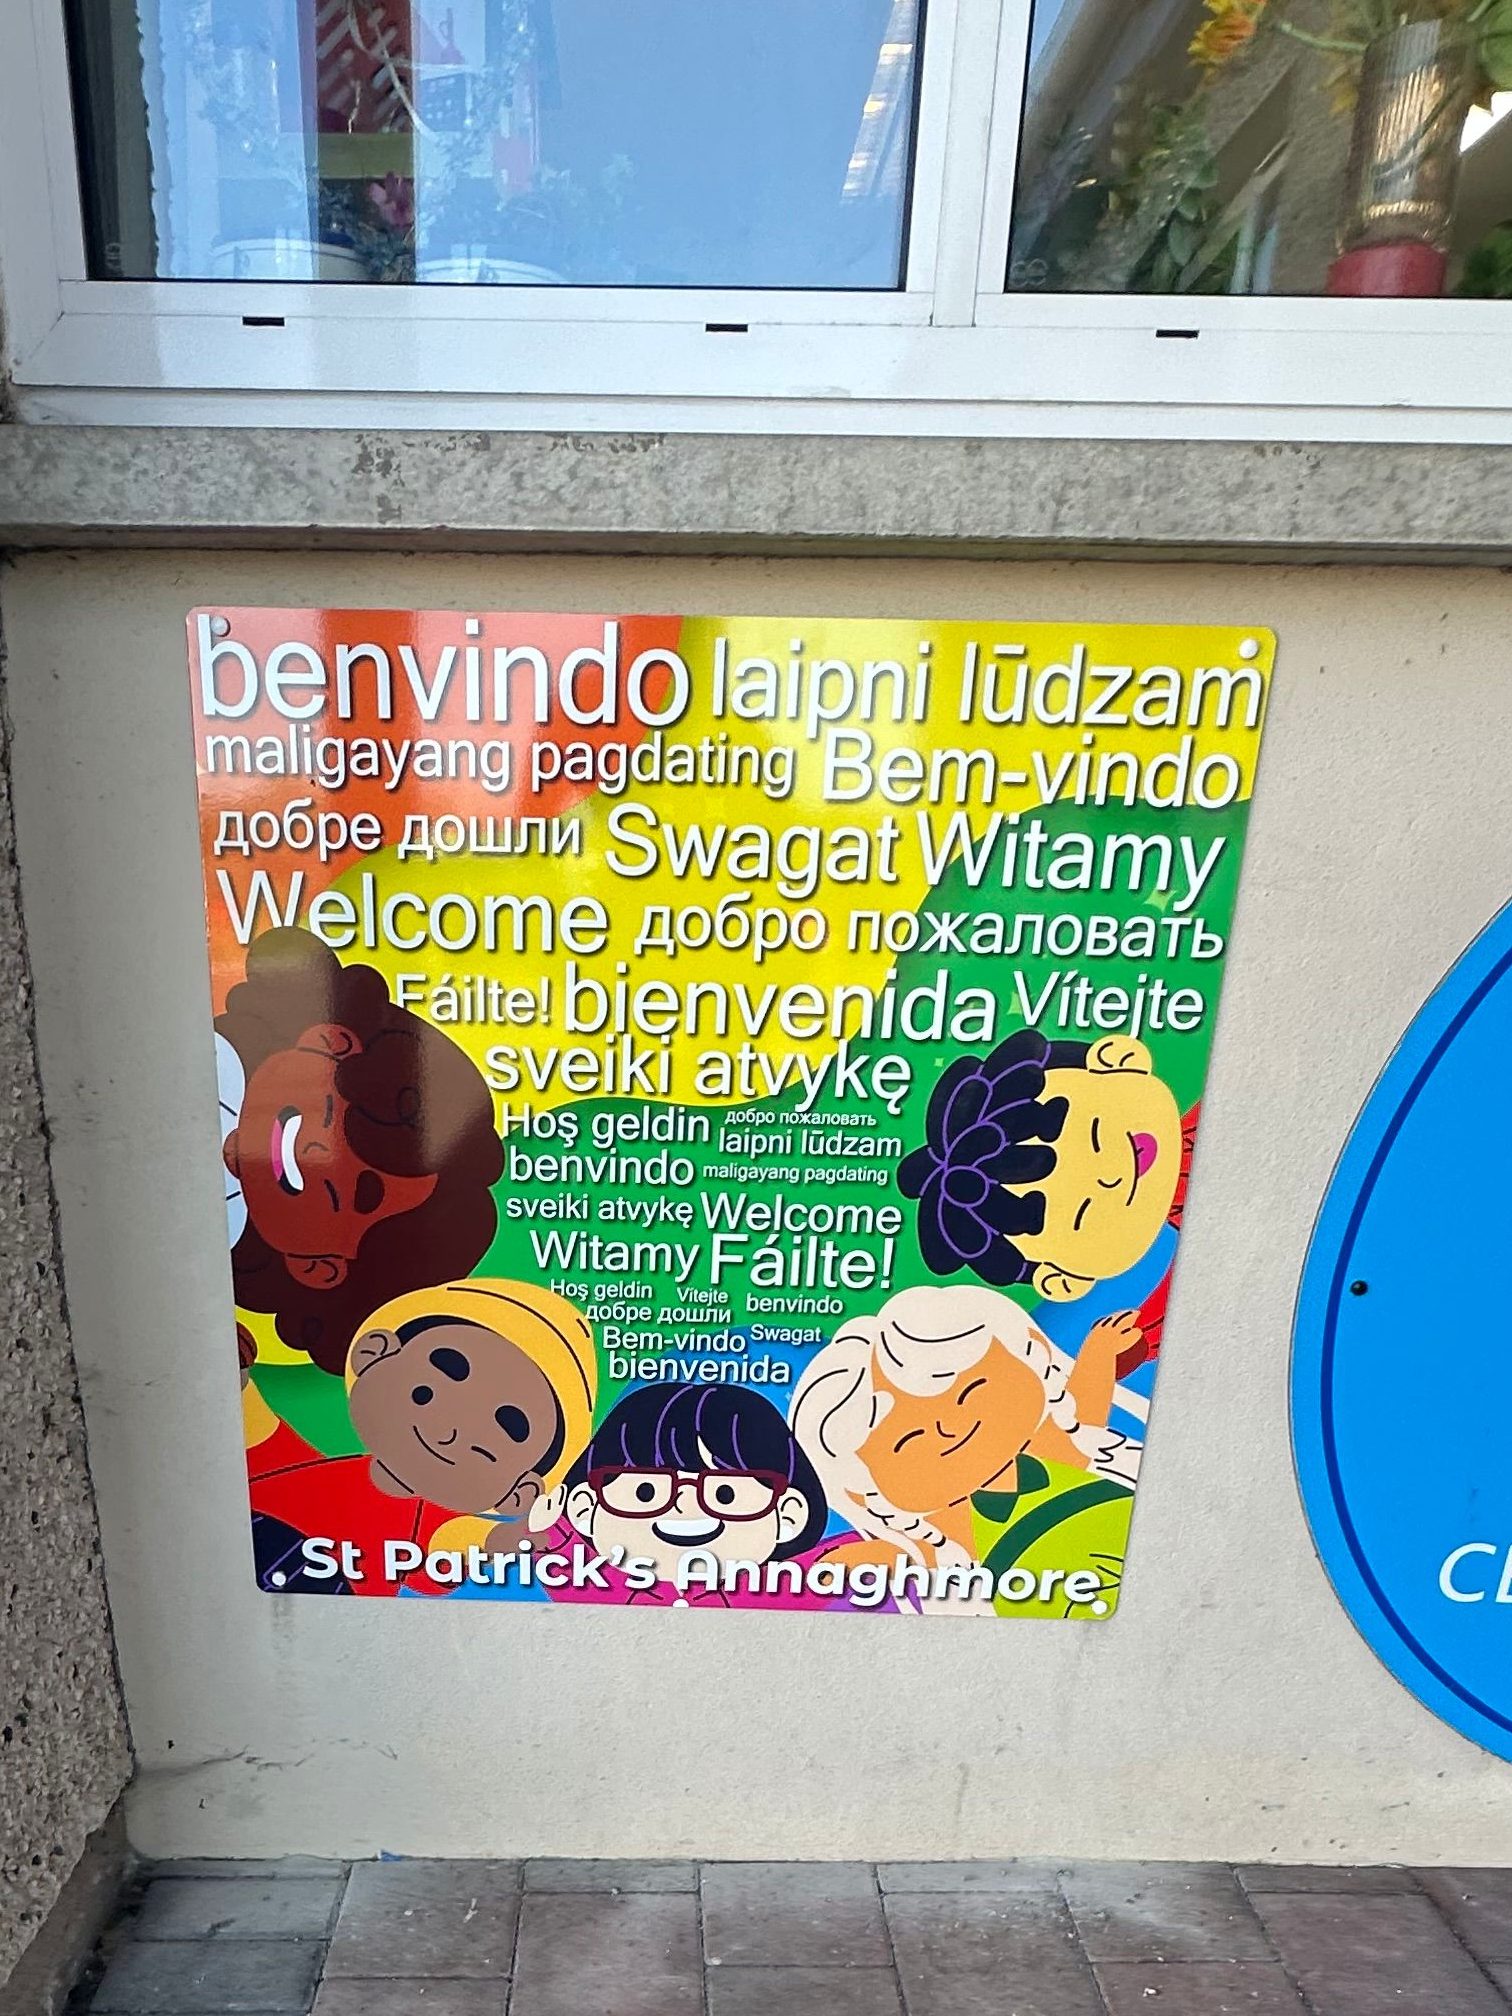 benvindo laipni lūdzam
maligayang pagdating Bem-vindo
добре дошли Swagat Witamy
Welcome добро пожаловать
Fáilte! bienvenida Vítejte
sveiki atvykę
Hoş geldin добро пожаловать
laipni lūdzam
benvindo maligayang pagdating
sveiki atvykę Welcome
Witamy Fáilte!
Hoş geldin Vítejte benvindo
добре дошли
Bem-vindo Swagat
bienvenida
St Patrick's Annaghmore